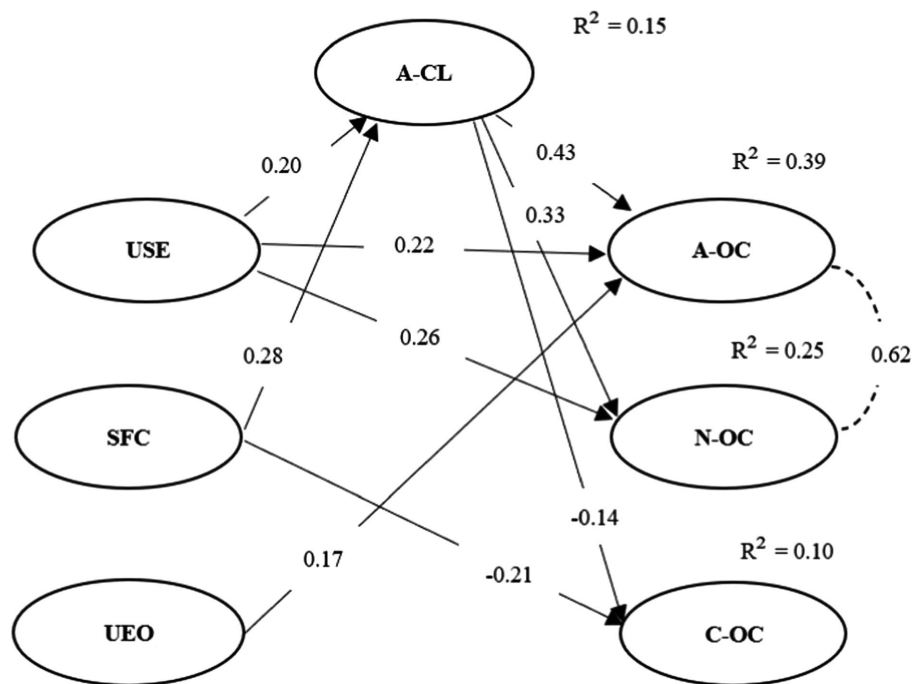 R² = 0.15
A-CL
0.43
0.20
R² = 0.39
0.33
USE
0.22
A-OC
0.26
R² = 0.25
0.28
0.62
SFC
N-OC
-0.14
R² = 0.10
0.17
-0.21
UEO
C-OC